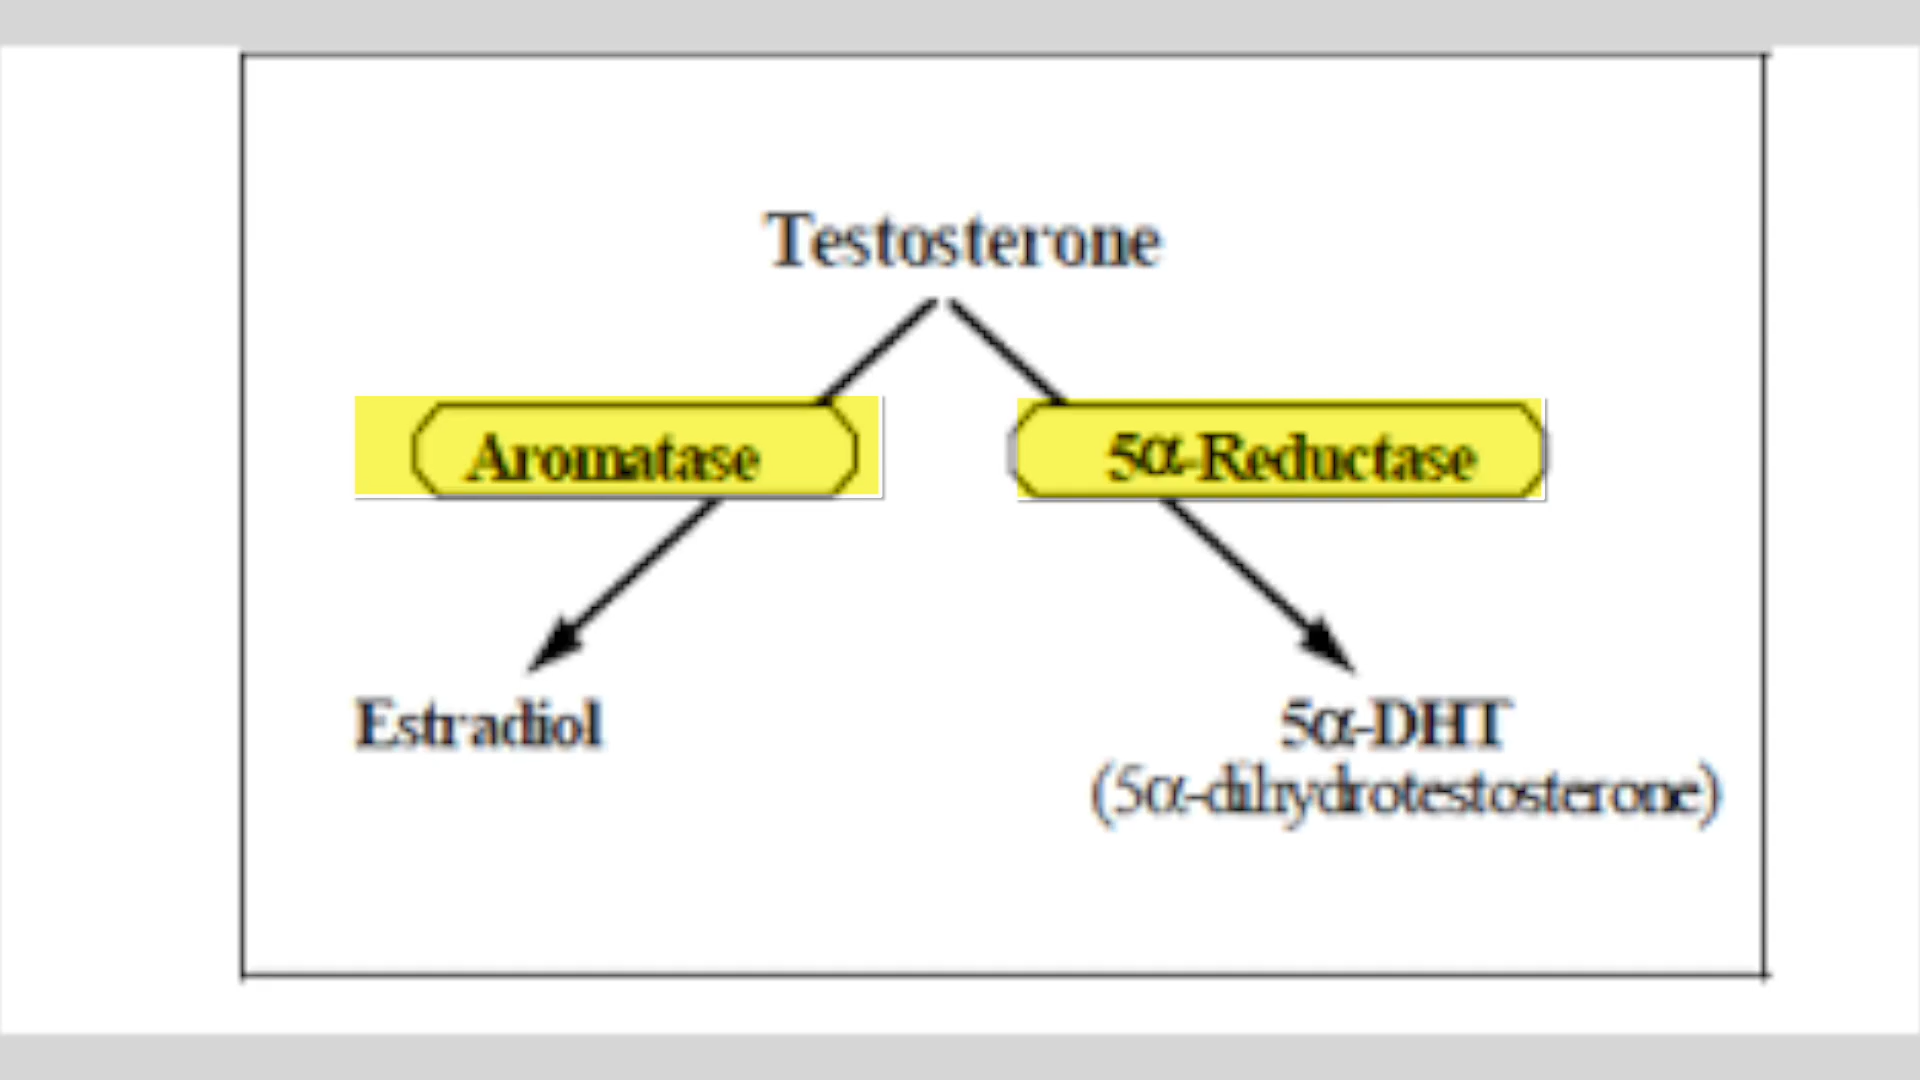 Testosterone
Aromatase
5α-Reductase
Estradiol
5α-DHT
(5α-dihydrotestosterone)